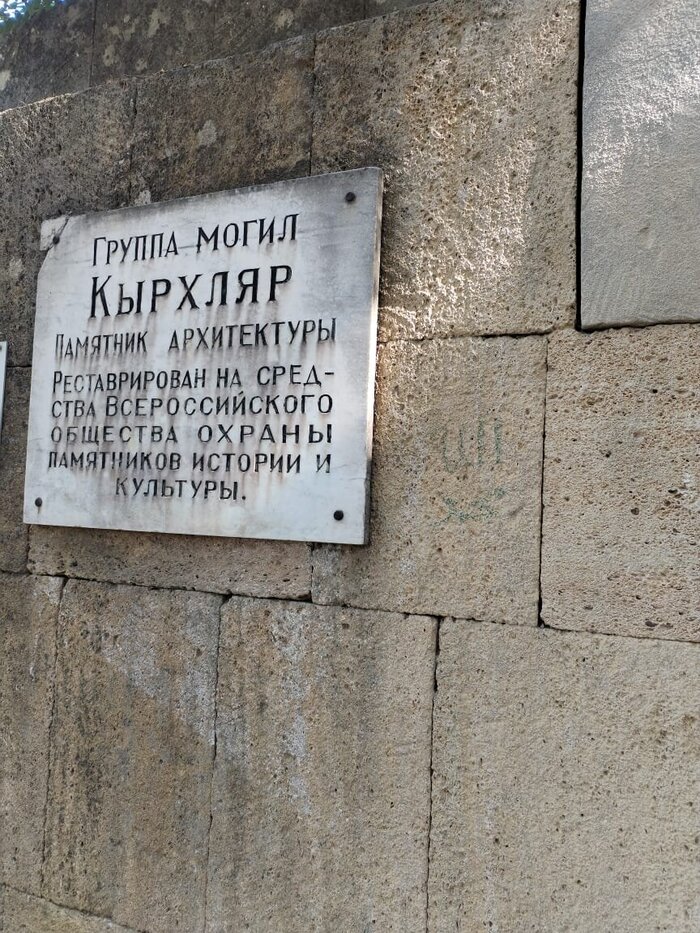 Группа могил
Кырхляр
Памятник архитектуры
Реставрирован на сред-
ства Всероссийского
общества охраны
памятников истории и
культуры.